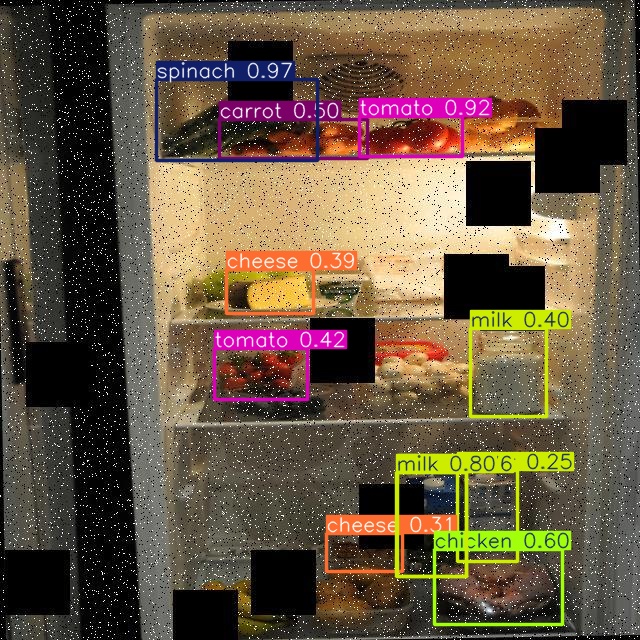 spinach 0.97
carrot 0.50
tomato 0.92
cheese 0.39
milk 0.40
tomato 0.42
milk 0.80
0.25
cheese 0.31
chicken 0.60